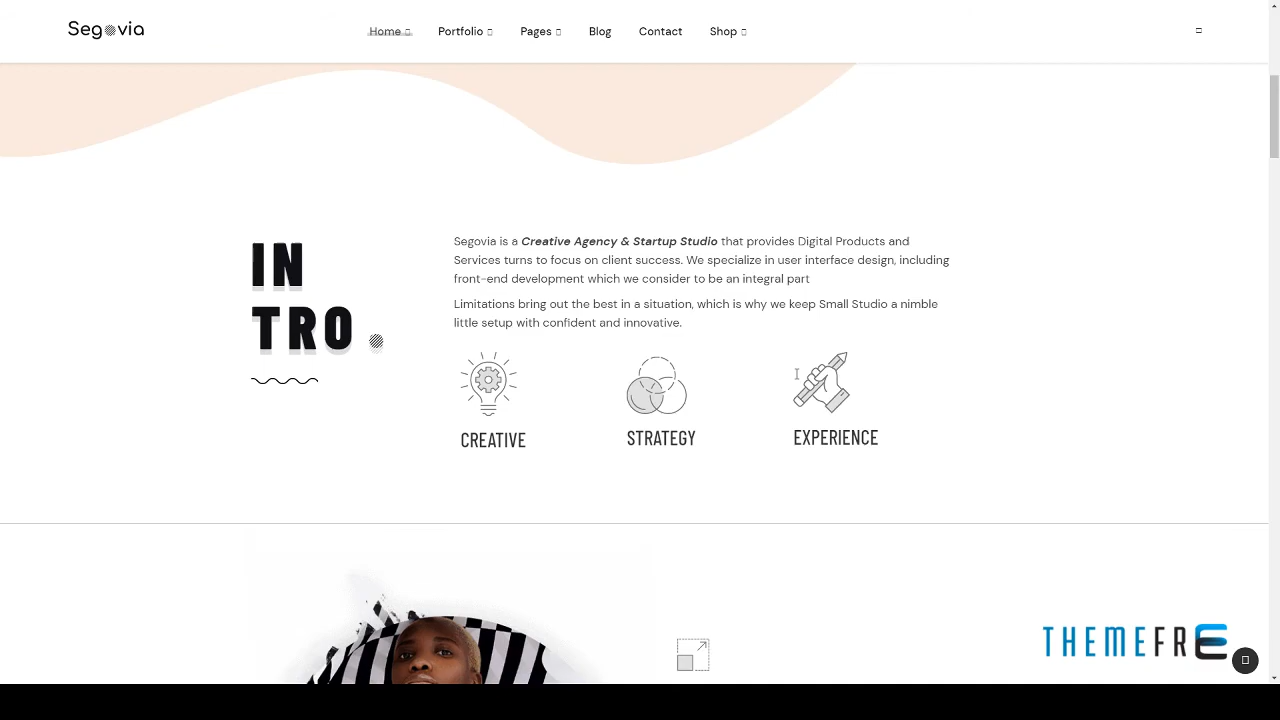 Segovia
Home Portfolio Pages Blog Contact Shop
IN
TRO
Segovia is a Creative Agency & Startup Studio that provides Digital Products and
Services turns to focus on client success. We specialize in user interface design, including
front-end development which we consider to be an integral part
Limitations bring out the best in a situation, which is why we keep Small Studio a nimble
little setup with confident and innovative.
CREATIVE STRATEGY EXPERIENCE
THEMEFRE